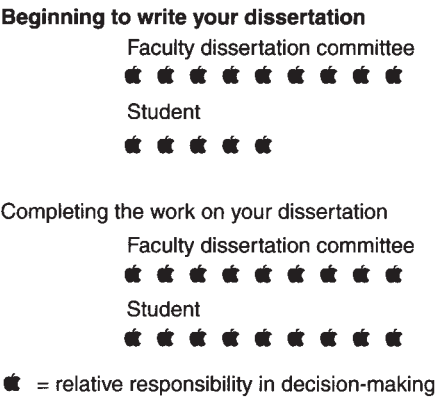 Beginning to write your dissertation
Faculty dissertation committee
Student
Completing the work on your dissertation
Faculty dissertation committee
Student
= relative responsibility in decision-making